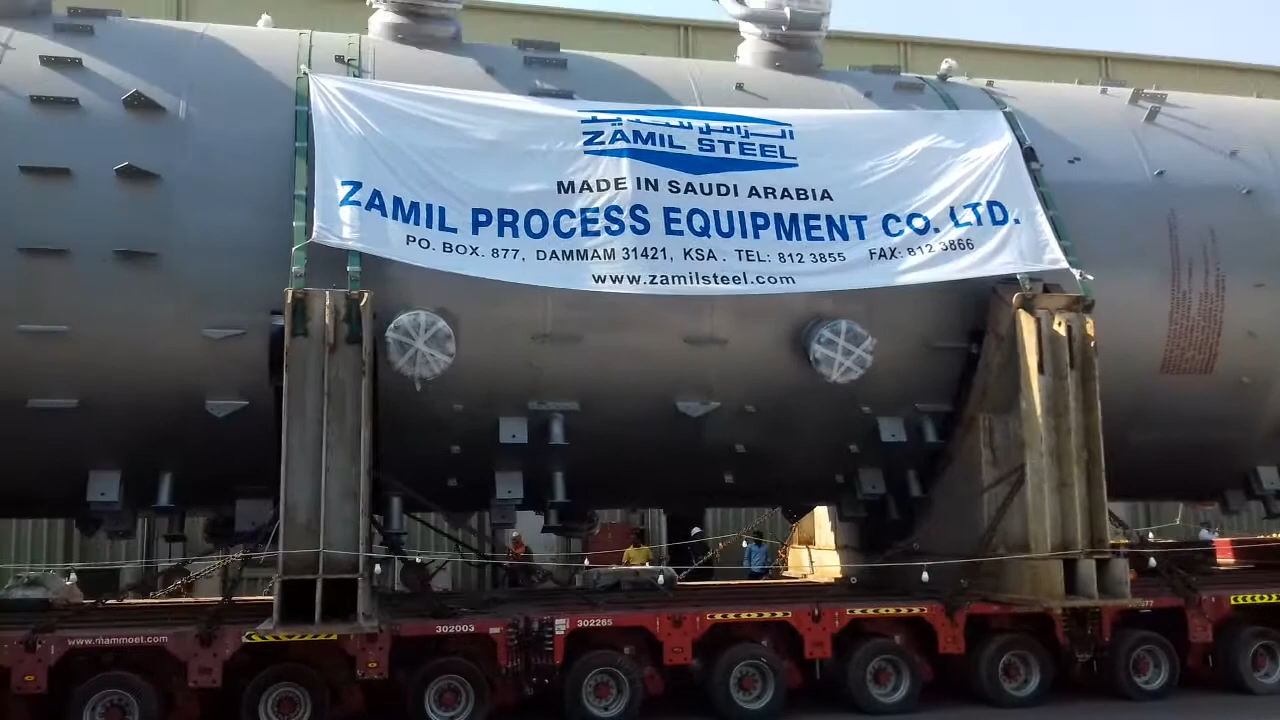 الزامل للحديد
ZAMIL STEEL
MADE IN SAUDI ARABIA
ZAMIL PROCESS EQUIPMENT CO. LTD.
PO. BOX. 877, DAMMAM 31421, KSA. TEL: 812 3855 FAX: 812 3866
www.zamilsteel.com
www.mammoet.com
302003
302265